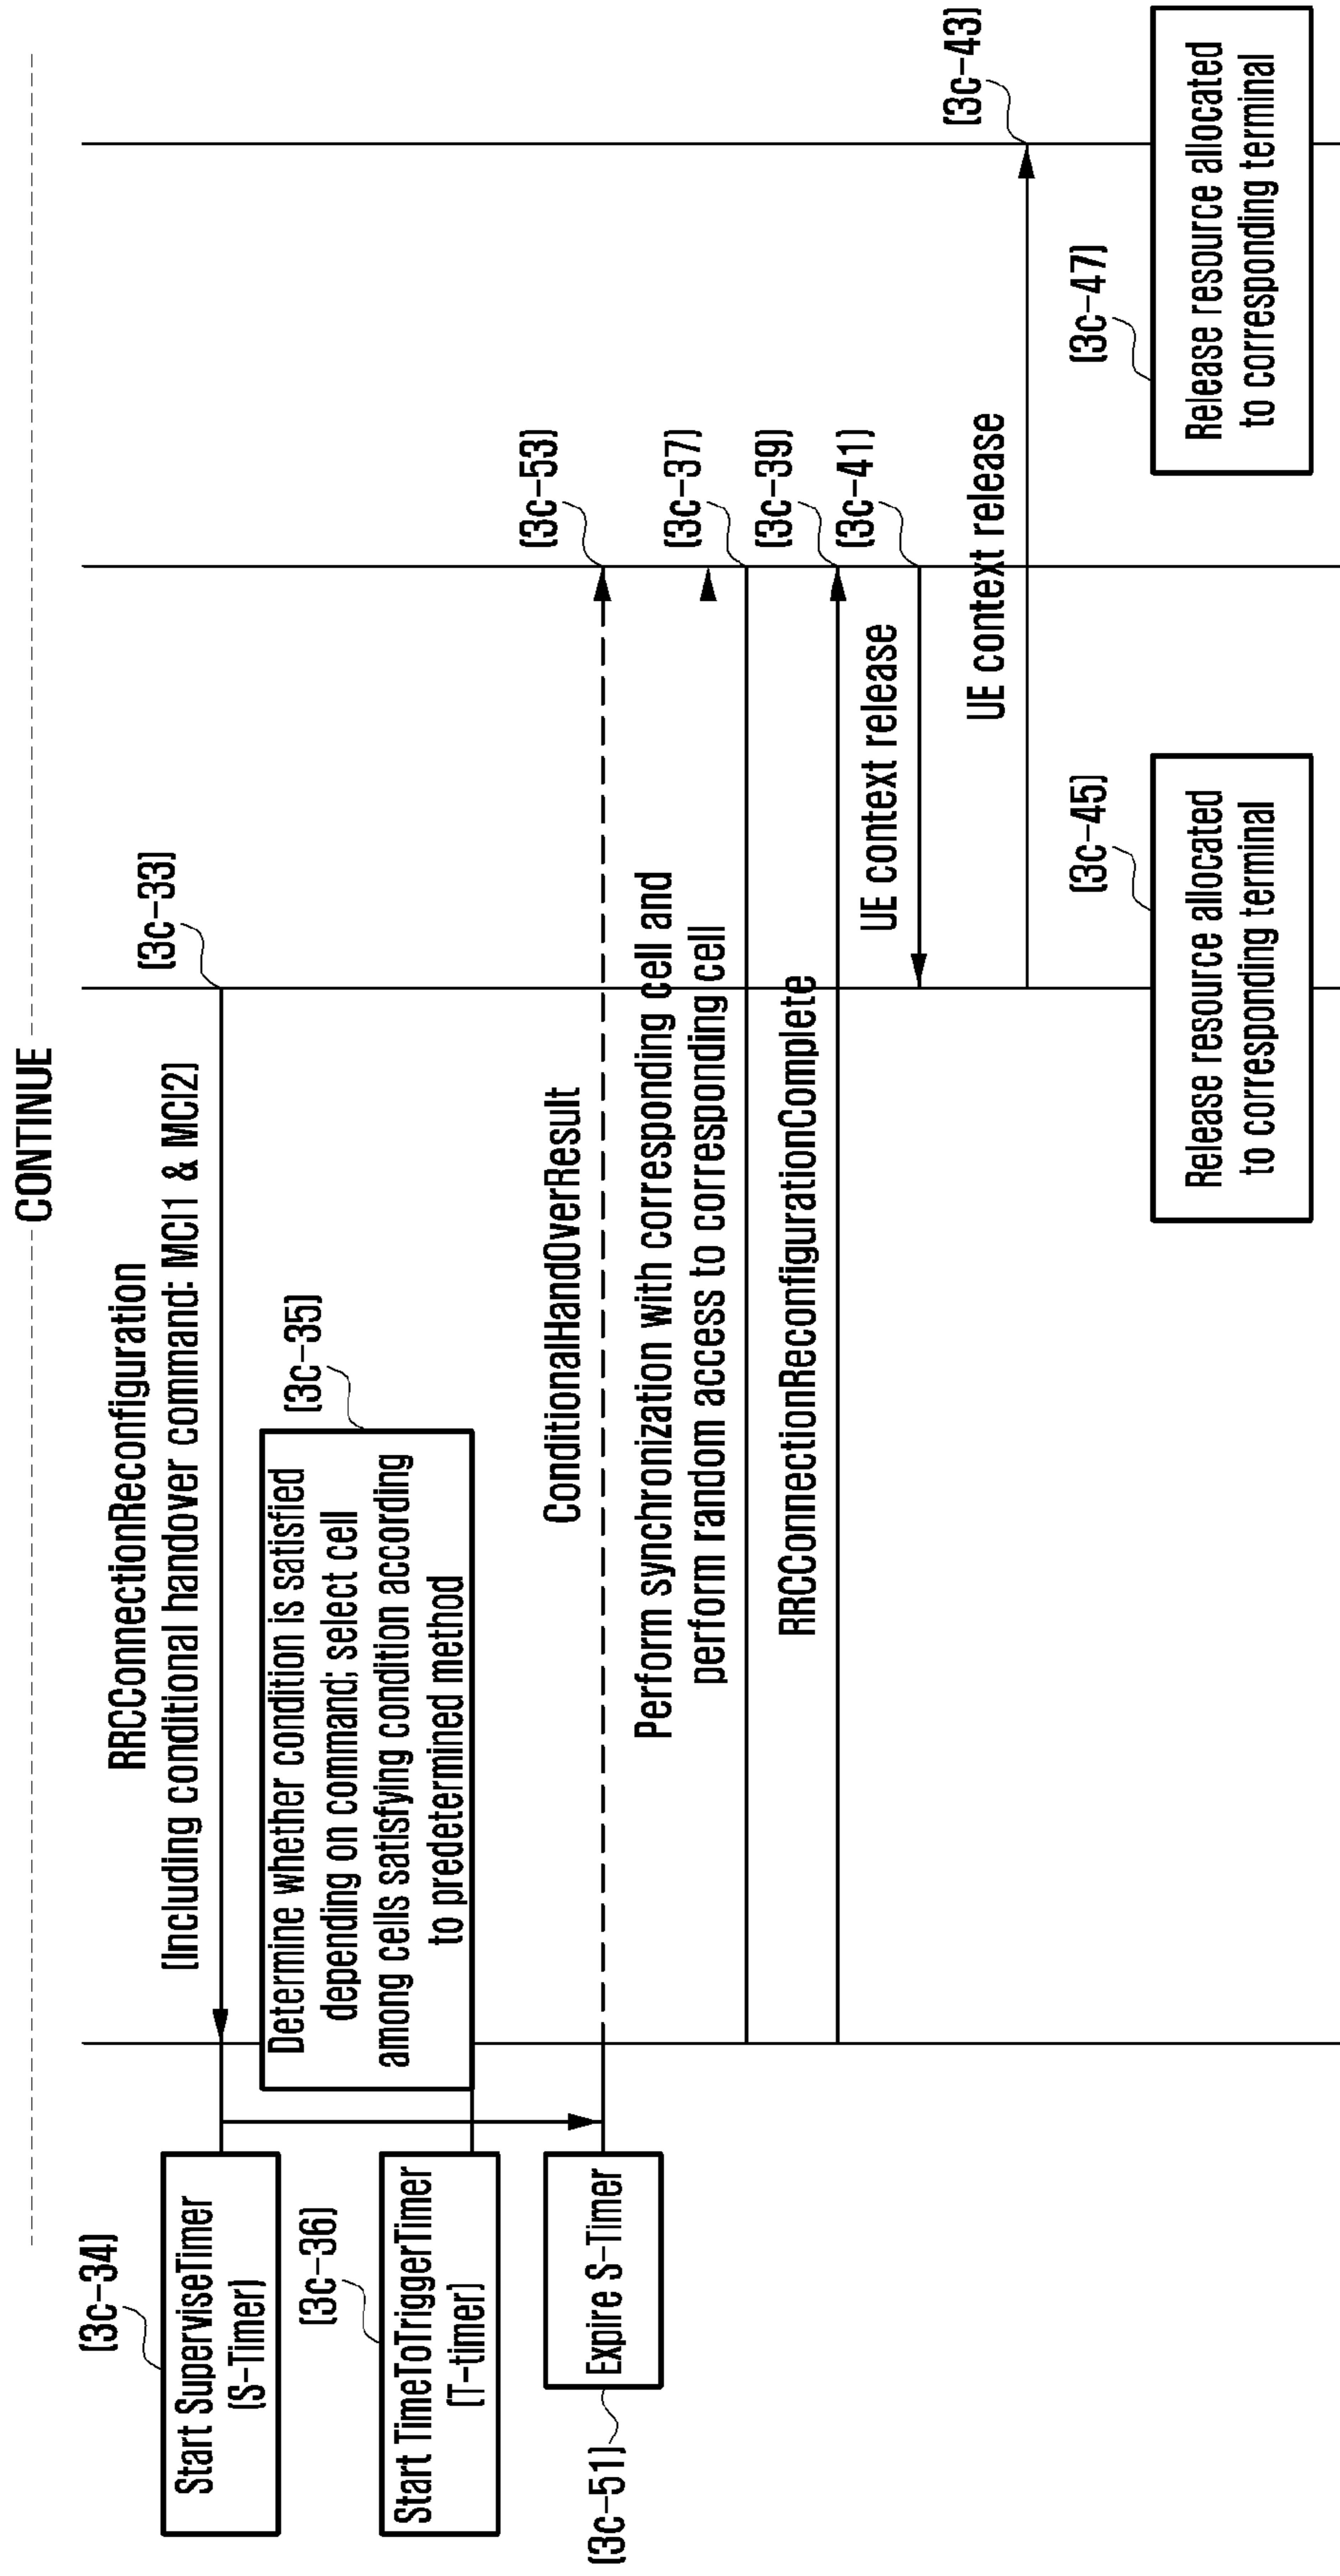 CONTINUE
(3c-33)
RRCConnectionReconfiguration
(Including conditional handover command: MCI1 & MCI2)
(3c-34)
Start SuperviseTimer
(S-Timer)
(3c-35)
Determine whether condition is satisfied
depending on command; select cell
among cells satisfying condition according
to predetermined method
(3c-36)
Start TimeToTriggerTimer
(T-timer)
(3c-51)
Expire S-Timer
ConditionalHandOverResult
(3c-53)
Perform synchronization with corresponding cell and
perform random access to corresponding cell
(3c-37)
RRCConnectionReconfigurationComplete
(3c-39)
UE context release
(3c-41)
UE context release
(3c-43)
(3c-45)
Release resource allocated
to corresponding terminal
(3c-47)
Release resource allocated
to corresponding terminal